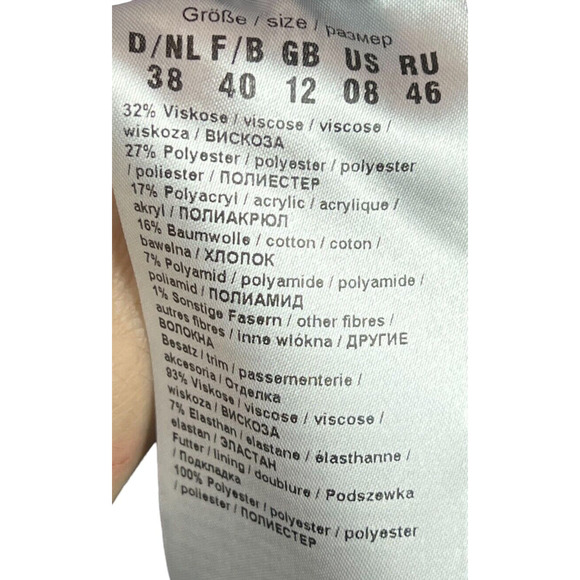 Größe / size / размер
D/NL F/B GB US RU
38 40 12 08 46
32% Viskose / viscose / viscose /
wiskoza / ВИСКОЗА
27% Polyester / polyester / polyester
/ poliester / ПОЛИЕСТЕР
17% Polyacryl / acrylic / acrylique /
akryl / ПОЛИАКРЮЛ
16% Baumwolle / cotton / coton /
bawelna / ХЛОПОК
7% Polyamid / polyamide / polyamide /
poliamid / ПОЛИАМИД
1% Sonstige Fasern / other fibres /
autres fibres / inne wiókna / ДРУГИЕ
ВОЛОКНА
Besatz / trim / passementerie /
akcesoria / Отделка
93% Viskose / viscose / viscose /
wiskoza / ВИСКОЗА
7% Elasthan / elastane / élasthanne /
elastan / ЭЛАСТАН
Futter / lining / doublure / Podszewka
/ Подкладка
100% Polyester / polyester / polyester
/ poliester / ПОЛИЕСТЕР